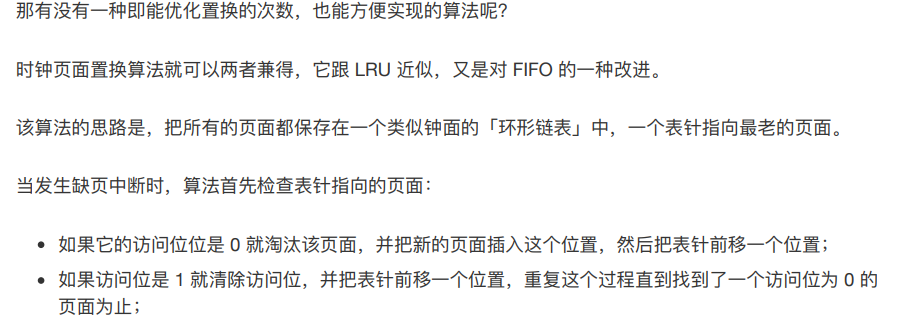 那有没有一种即能优化置换的次数，也能方便实现的算法呢？
时钟页面置换算法就可以两者兼得，它跟 LRU 近似，又是对 FIFO 的一种改进。
该算法的思路是，把所有的页面都保存在一个类似钟面的「环形链表」中，一个表针指向最老的页面。
当发生缺页中断时，算法首先检查表针指向的页面：
• 如果它的访问位位是 0 就淘汰该页面，并把新的页面插入这个位置，然后把表针前移一个位置；
• 如果访问位是 1 就清除访问位，并把表针前移一个位置，重复这个过程直到找到了一个访问位为 0 的
页面为止；